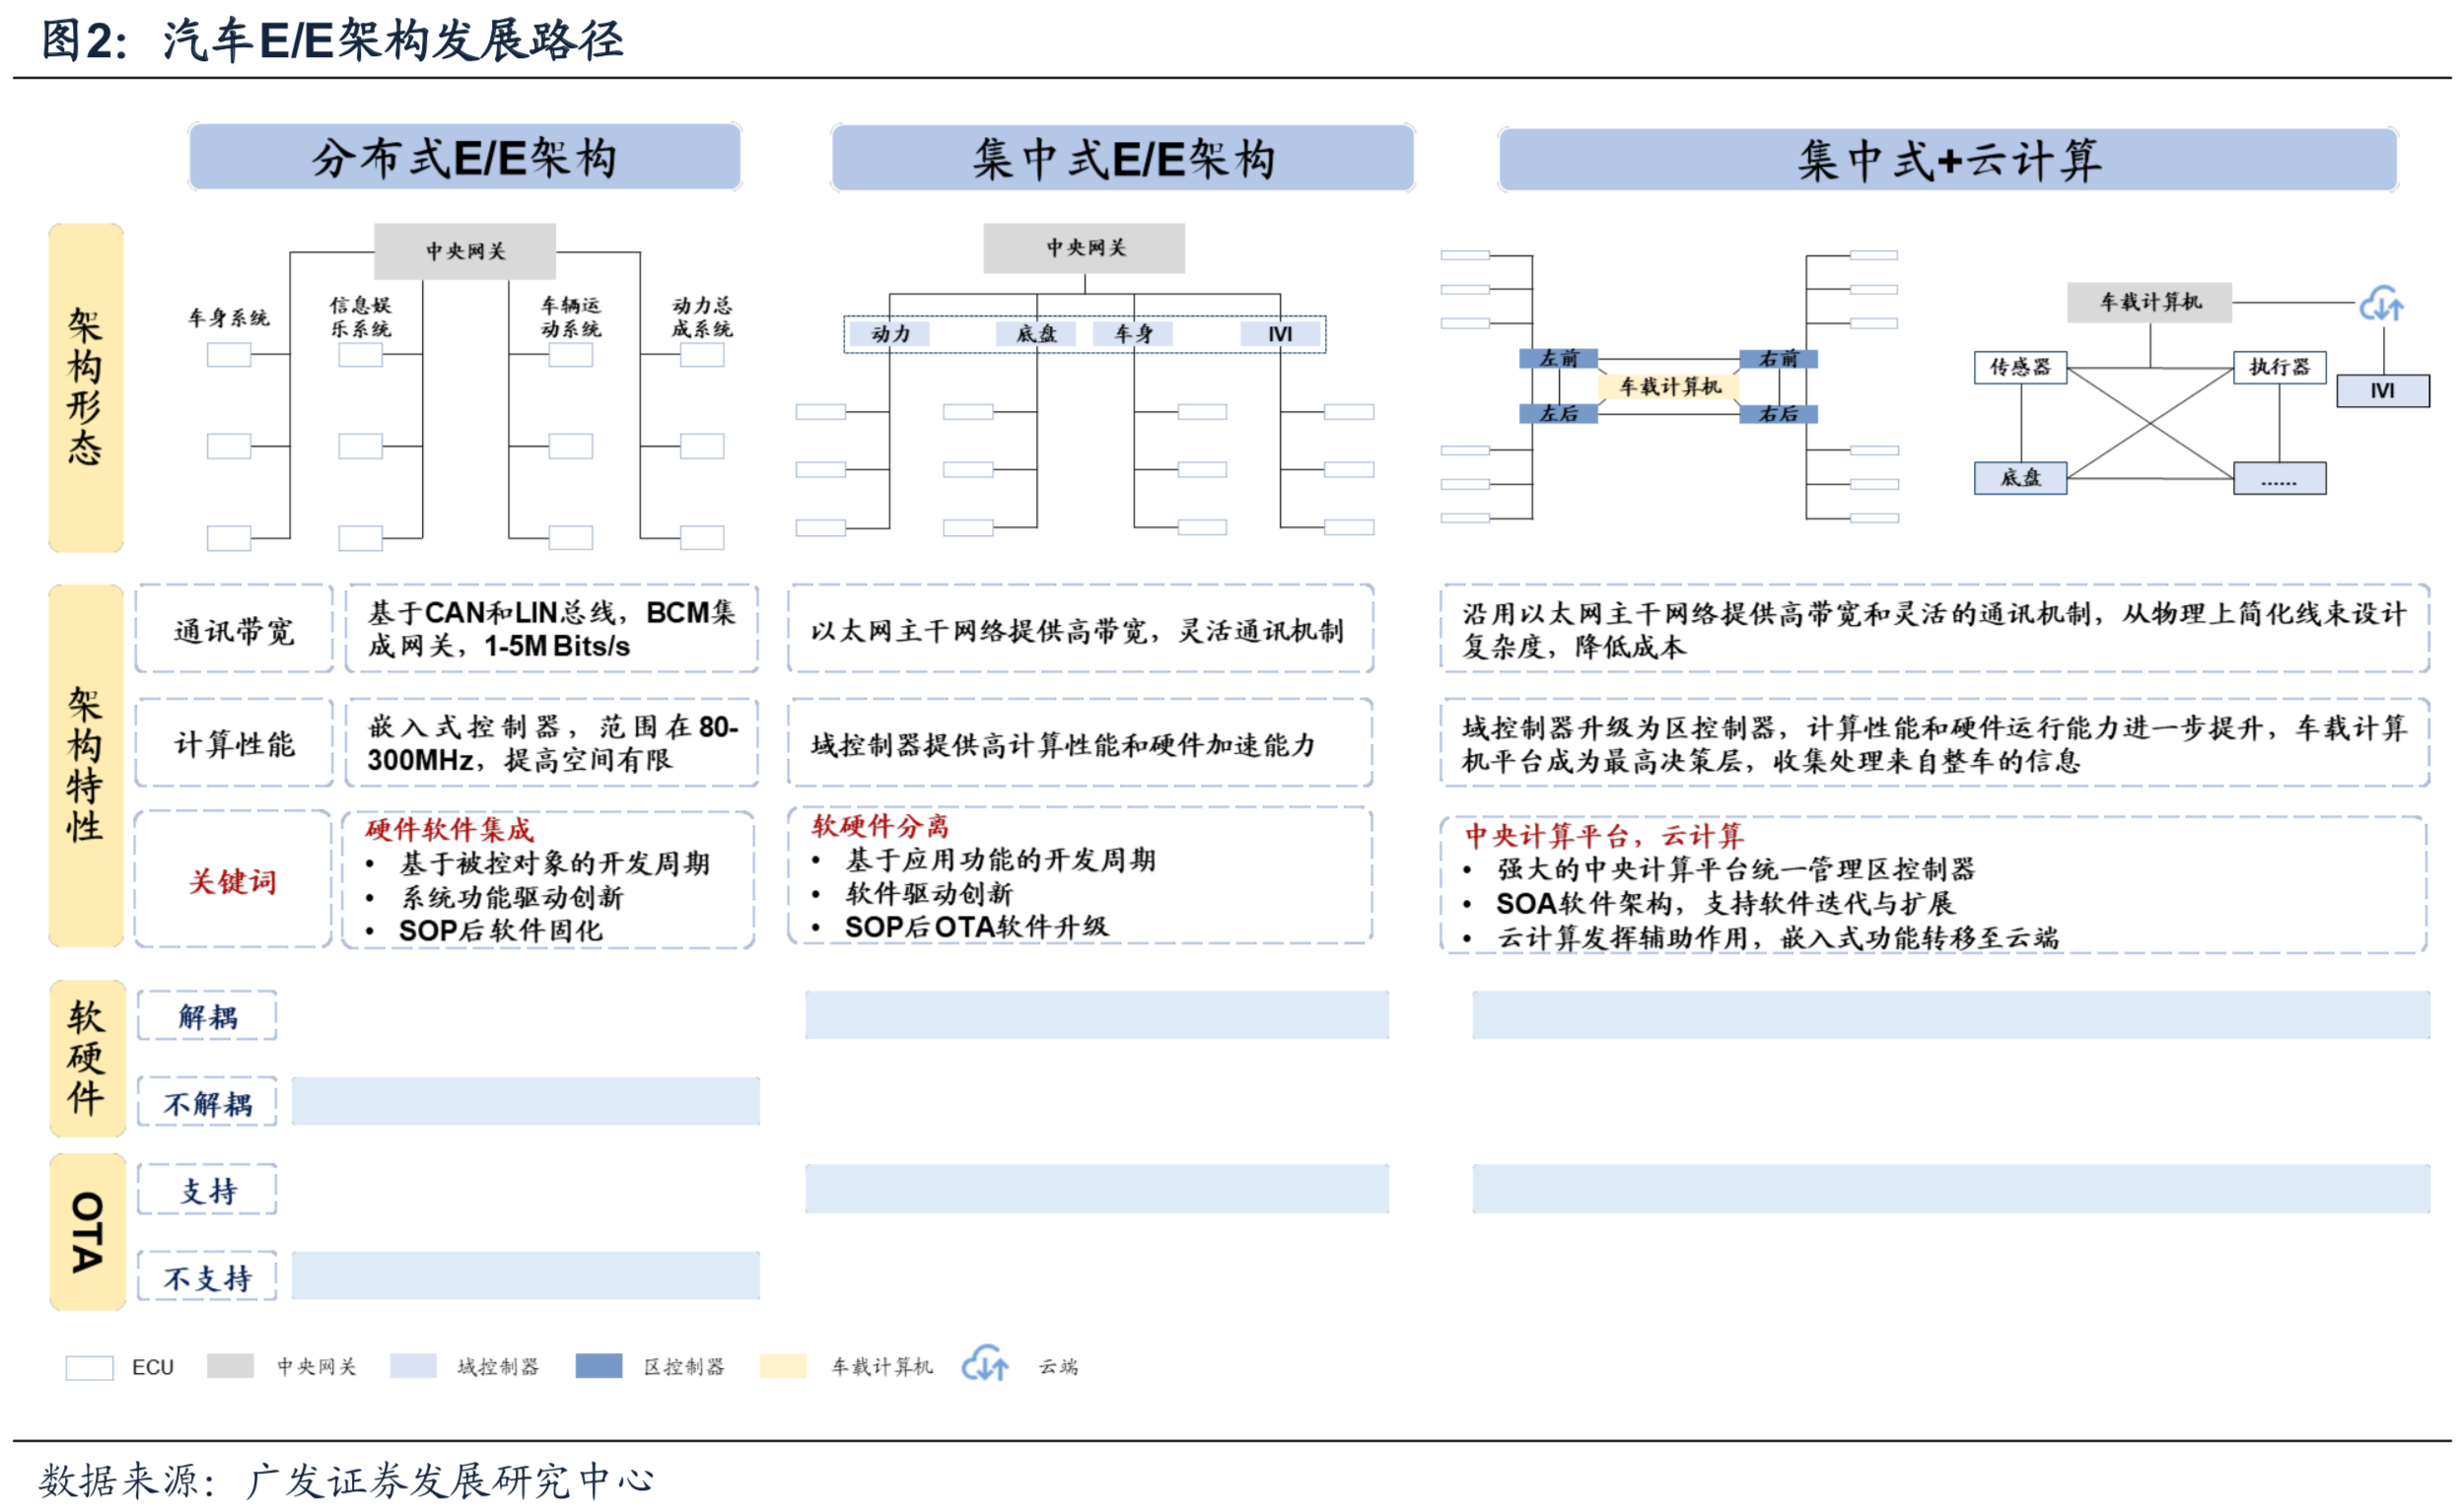 图2：汽车E/E架构发展路径
分布式E/E架构
集中式E/E架构
集中式+云计算
架构形态
中央网关
车身系统
信息娱
乐系统
车辆运
动系统
动力总
成系统
中央网关
动力
底盘
车身
IVI
左前
右前
车载计算机
左后
右后
车载计算机
传感器
执行器
IVI
底盘
......
架构特性
通讯带宽
基于CAN和LIN总线，BCM集
成网关，1-5M Bits/s
以太网主干网络提供高带宽，灵活通讯机制
沿用以太网主干网络提供高带宽和灵活的通讯机制，从物理上简化线束设计
复杂度，降低成本
计算性能
嵌入式控制器，范围在80-
300MHz，提高空间有限
域控制器提供高计算性能和硬件加速能力
域控制器升级为区控制器，计算性能和硬件运行能力进一步提升，车载计算
机平台成为最高决策层，收集处理来自整车的信息
关键词
硬件软件集成
• 基于被控对象的开发周期
• 系统功能驱动创新
• SOP后软件固化
软硬件分离
• 基于应用功能的开发周期
• 软件驱动创新
• SOP后OTA软件升级
中央计算平台，云计算
• 强大的中央计算平台统一管理区控制器
• SOA软件架构，支持软件迭代与扩展
• 云计算发挥辅助作用，嵌入式功能转移至云端
软硬件
解耦
不解耦
OTA
支持
不支持
ECU
中央网关
域控制器
区控制器
车载计算机
云端
数据来源：广发证券发展研究中心